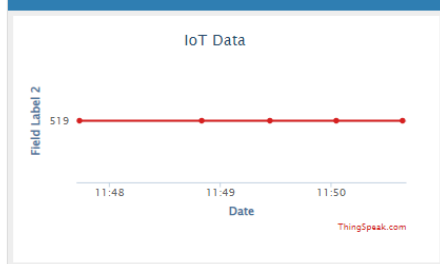 IoT Data
Field Label 2
519
11:48 11:49 11:50
Date
ThingSpeak.com